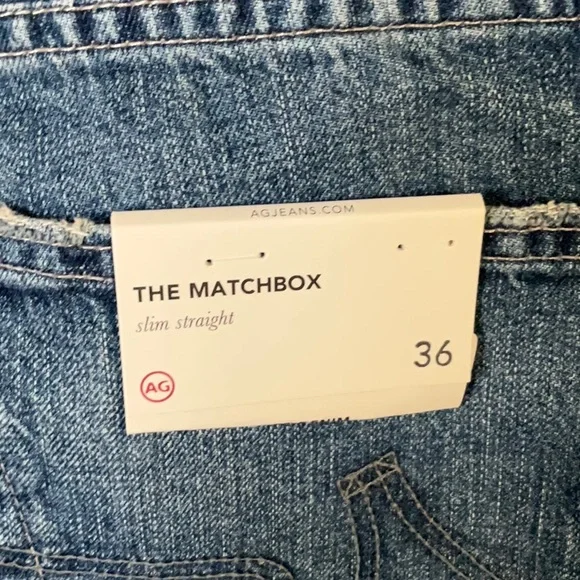 AGJEANS.COM
THE MATCHBOX
slim straight
36
AG